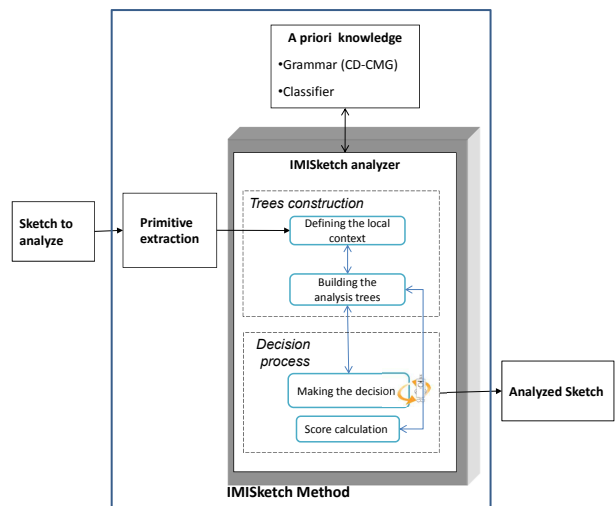 A priori knowledge
•Grammar (CD-CMG)
•Classifier
IMISketch analyzer
Trees construction
Sketch to
analyze
Primitive
extraction
Defining the local
context
Building the
analysis trees
Decision
process
Making the decision
Analyzed Sketch
Score calculation
IMISketch Method